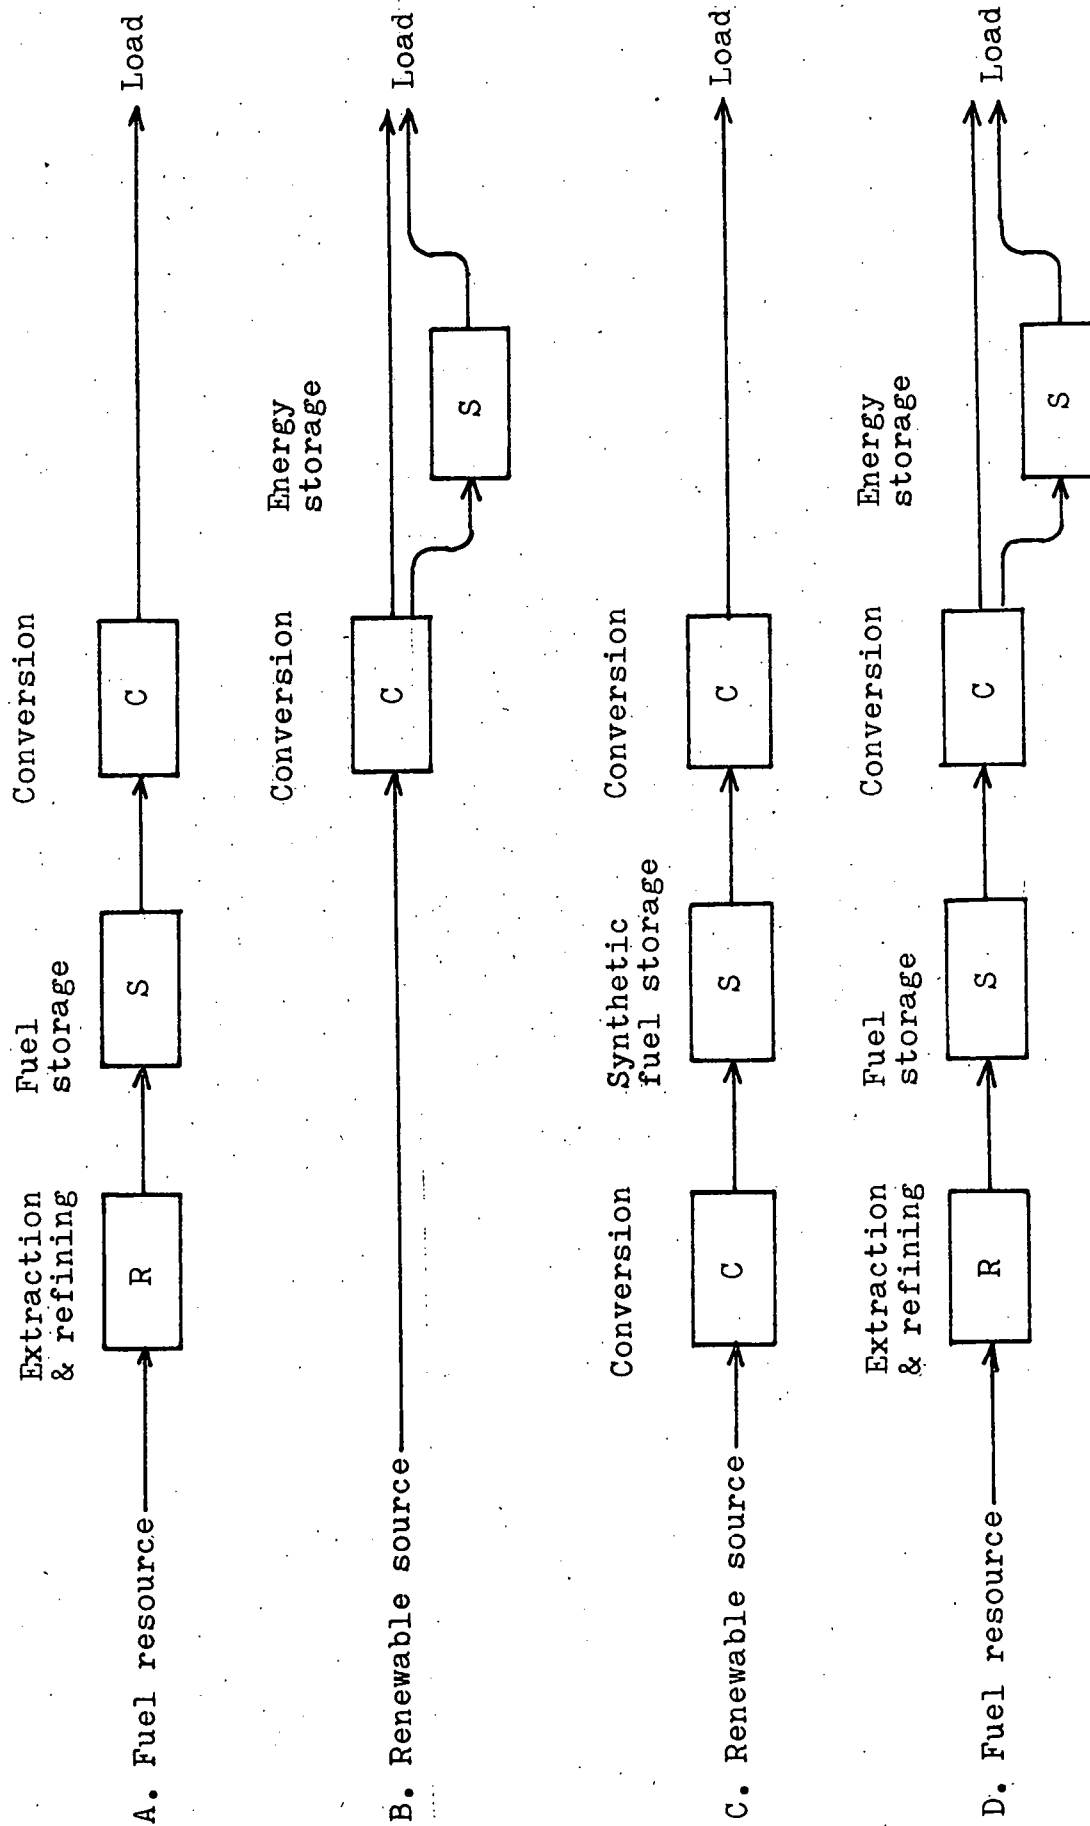 Extraction
& refining
Fuel
storage
Conversion
A. Fuel resource
R
S
C
Load
Conversion
Energy
storage
B. Renewable source
C
S
Load
Conversion
Synthetic
fuel storage
Conversion
C. Renewable source
C
S
C
Load
Extraction
& refining
Fuel
storage
Conversion
Energy
storage
D. Fuel resource
R
S
C
S
Load